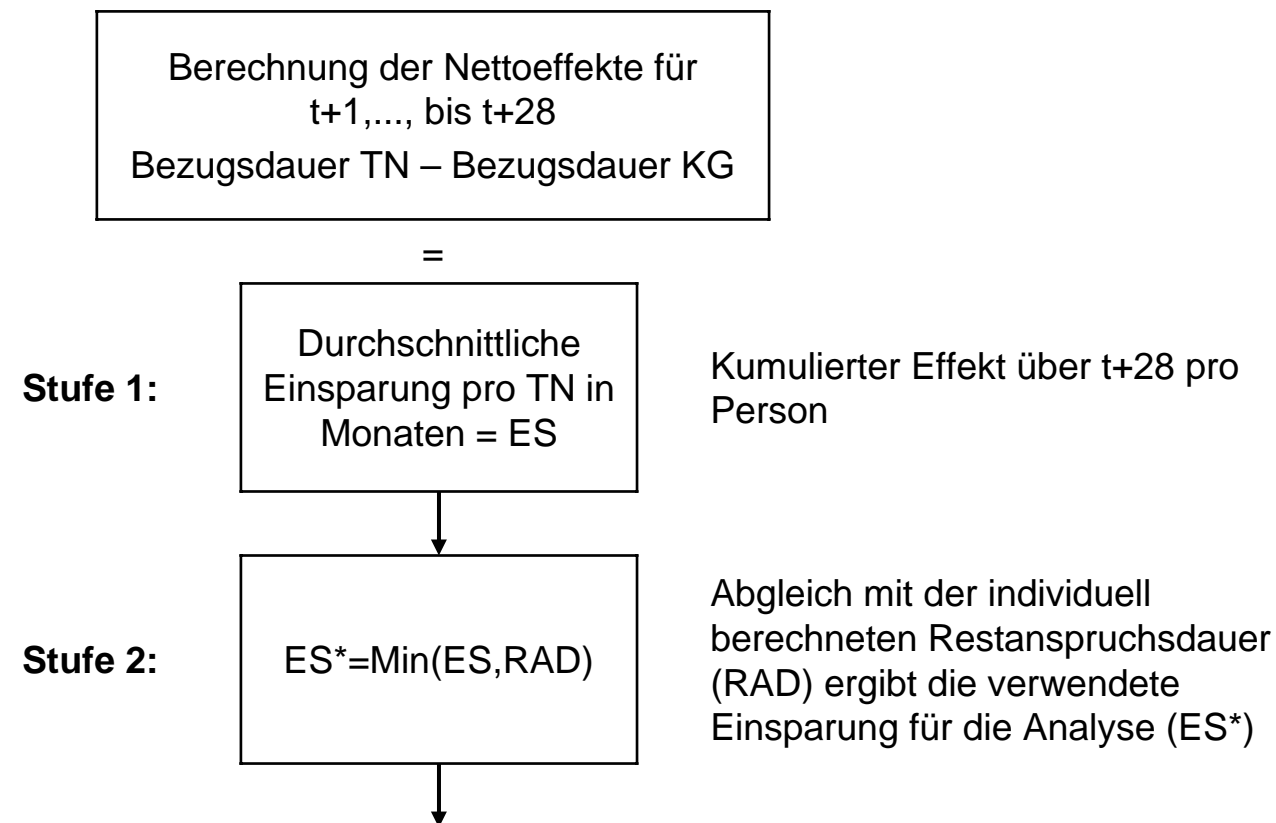 Berechnung der Nettoeffekte für
t+1,..., bis t+28
Bezugsdauer TN – Bezugsdauer KG
=
Stufe 1:
Durchschnittliche
Einsparung pro TN in
Monaten = ES
Kumulierter Effekt über t+28 pro
Person
Stufe 2:
ES*=Min(ES,RAD)
Abgleich mit der individuell
berechneten Restanspruchsdauer
(RAD) ergibt die verwendete
Einsparung für die Analyse (ES*)